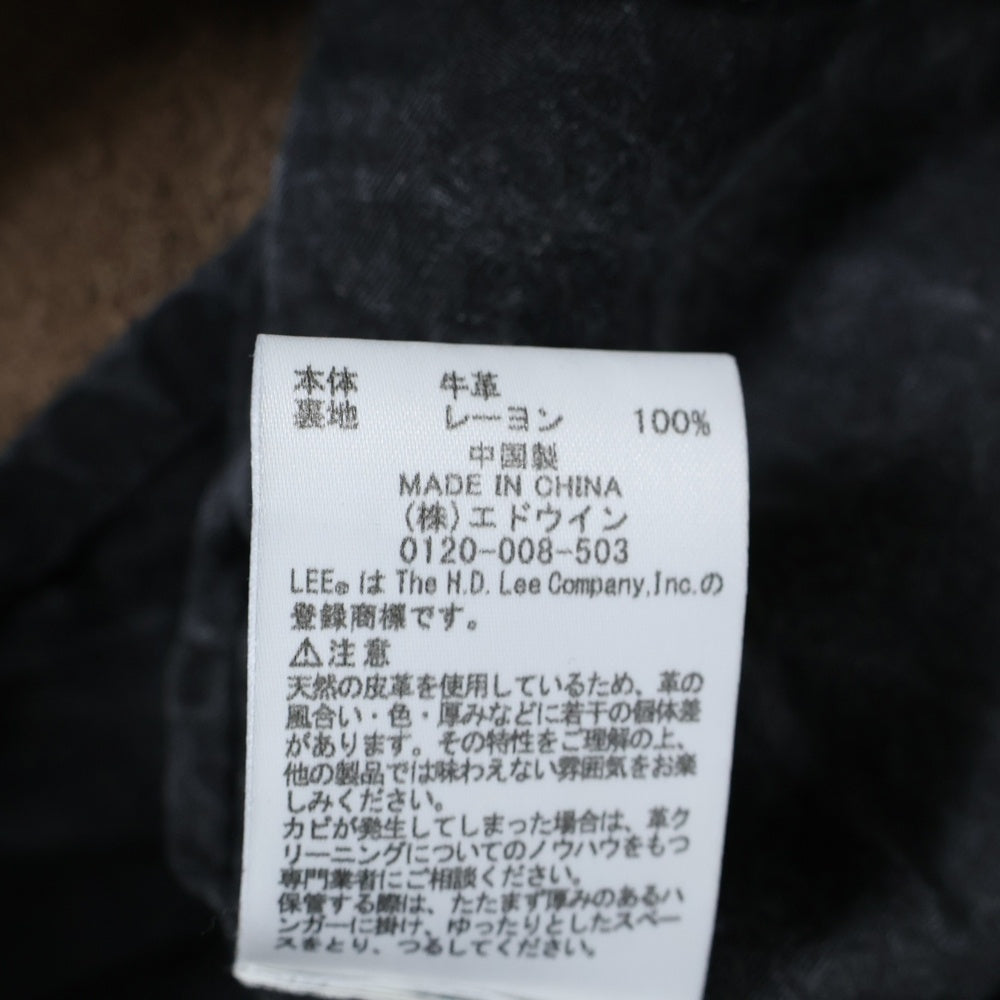 本体 牛革
裏地 レーヨン 100%
中国製
MADE IN CHINA
(株)エドウイン
0120-008-503
LEE® は The H.D. Lee Company,Inc.の
登録商標です。
⚠注意
天然の皮革を使用しているため、革の
風合い・色・厚みなどに若干の個体差
があります。その特性をご理解の上、
他の製品では味わえない雰囲気をお楽
しみください。
カビが発生してしまった場合は、革ク
リーニングについてのノウハウをもつ
専門業者にご相談ください。
保管する際は、たたまず厚みのあるハ
ンガーに掛け、ゆったりとしたスペー
スをとり、つるしてください。